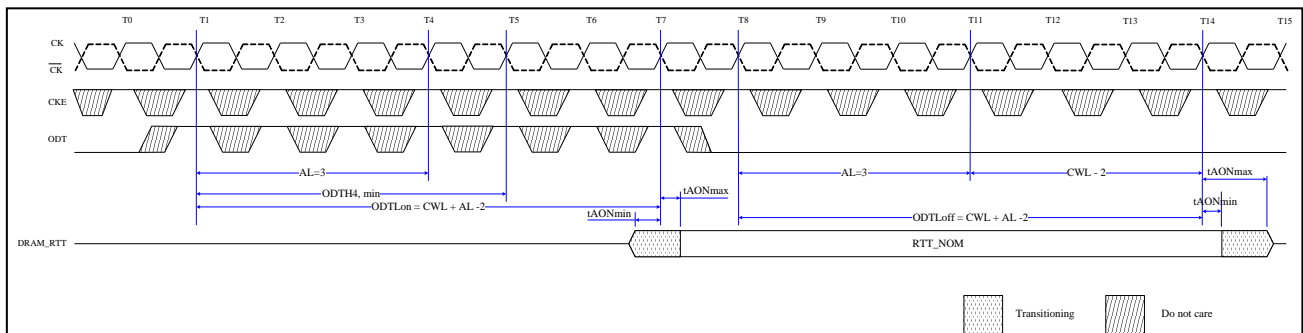 T0 T1 T2 T3 T4 T5 T6 T7 T8 T9 T10 T11 T12 T13 T14 T15
CK
CK
CKE
ODT
AL=3 AL=3 CWL - 2 tAONmax
ODTH4, min tAONmax
ODTLon = CWL + AL -2 tAONmin
tAONmin ODTLoff = CWL + AL -2
DRAM_RTT RTT_NOM
Transitioning Do not care